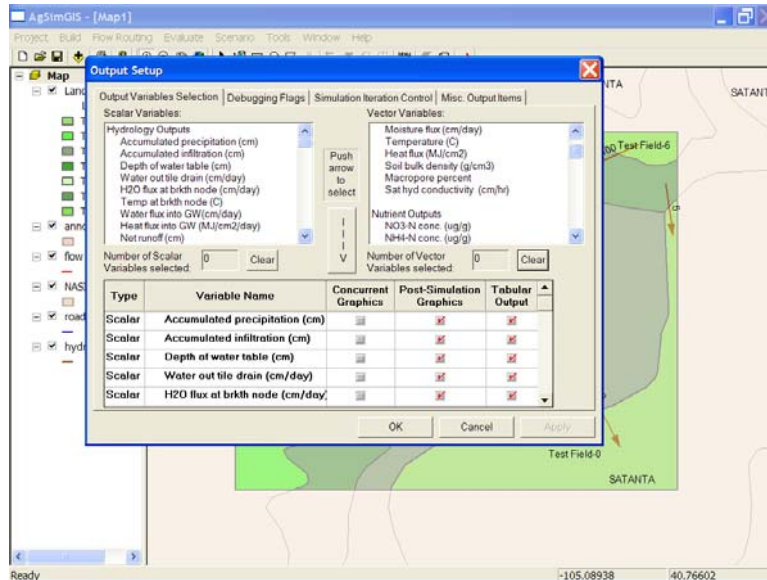 AgSimGIS - [Map1]
Project Build Flow Routing Evaluate Scenario Tools Window Help
Map
Output Setup
Output Variables Selection
Debugging Flags
Simulation Iteration Control
Misc. Output Items
Scalar Variables:
Hydrology Outputs
Accumulated precipitation (cm)
Accumulated infiltration (cm)
Depth of water table (cm)
Water out tile drain (cm/day)
H2O flux at brkth node (cm/day)
Temp at brkth node (C)
Water flux into GW(cm/day)
Heat flux into GW (MJ/cm2/day)
Net runoff (cm)
Push
arrow
to
select
V
Vector Variables:
Moisture flux (cm/day)
Temperature (C)
Heat flux (MJ/cm2)
Soil bulk density (g/cm3)
Macropore percent
Sat hyd conductivity (cm/hr)
Nutrient Outputs
NO3-N conc. (ug/g)
NH4-N conc. (ug/g)
Number of Scalar
Variables selected: 0 Clear
Number of Vector
Variables selected: 0 Clear
Type Variable Name Concurrent Graphics Post-Simulation Graphics Tabular Output
Scalar Accumulated precipitation (cm)
Scalar Accumulated infiltration (cm)
Scalar Depth of water table (cm)
Scalar Water out tile drain (cm/day)
Scalar H2O flux at brkth node (cm/day)
OK Cancel Apply
Land
anno
flow
NAS
road
hydr
NTA
SATANT
Test Field-6
Test Field-0
SATANTA
Ready
-105.08938 40.76602